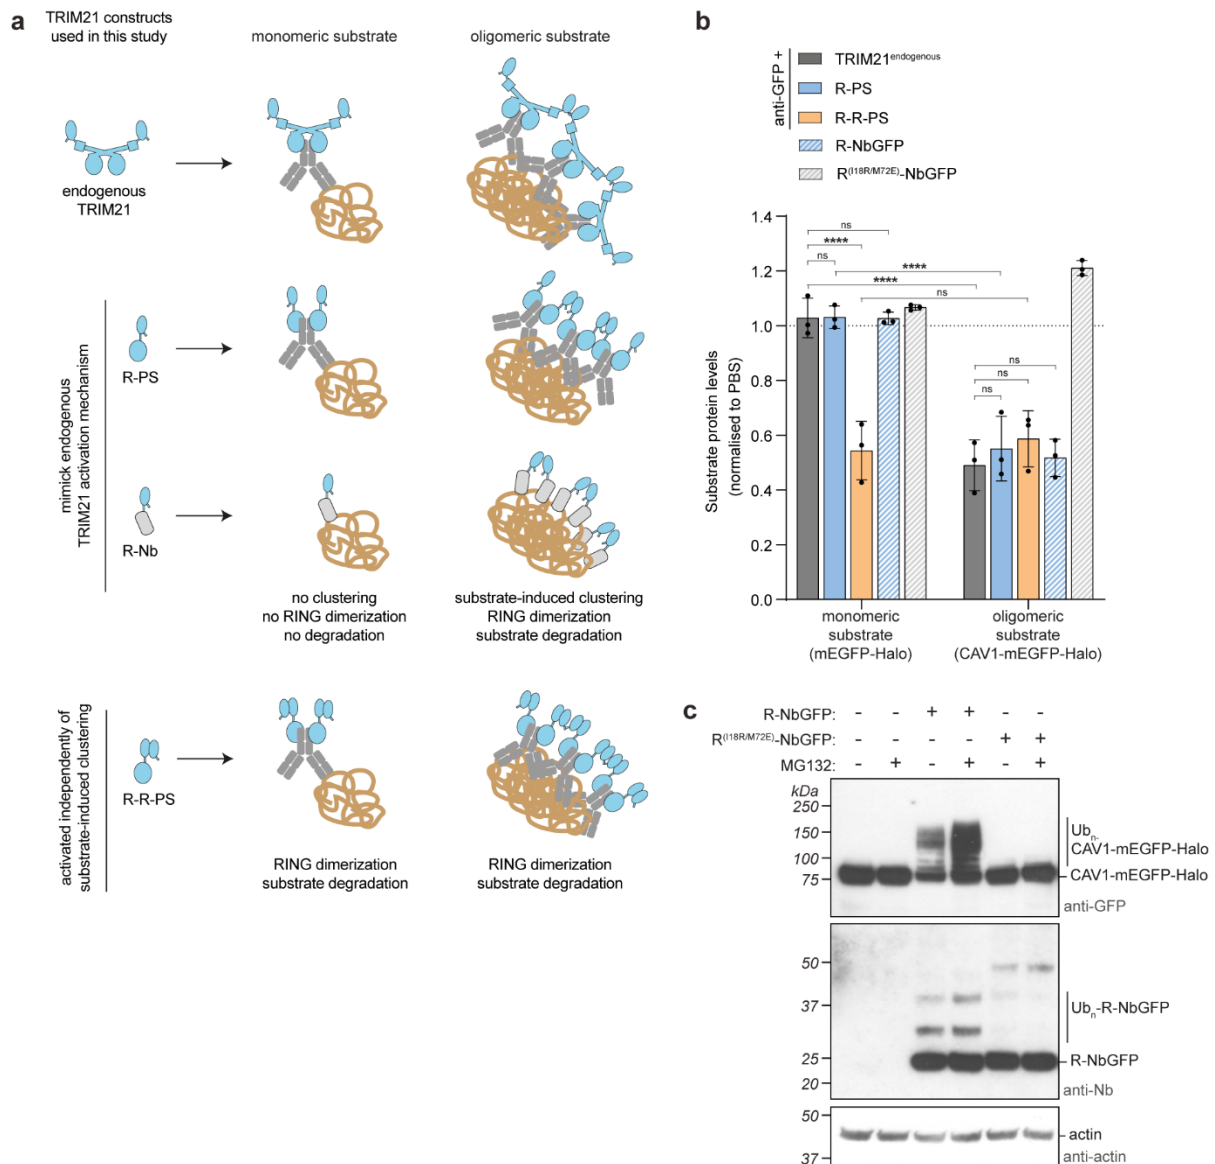 a
TRIM21 constructs
used in this study
monomeric substrate
oligomeric substrate
endogenous
TRIM21
mimick endogenous
TRIM21 activation mechanism
R-PS
R-Nb
no clustering
no RING dimerization
no degradation
substrate-induced clustering
RING dimerization
substrate degradation
activated independently of
substrate-induced clustering
R-R-PS
RING dimerization
substrate degradation
RING dimerization
substrate degradation
b
anti-GFP +
TRIM21endogenous
R-PS
R-R-PS
R-NbGFP
R(I18R/M72E)-NbGFP
Substrate protein levels
(normalised to PBS)
1.4
1.2
1.0
0.8
0.6
0.4
0.2
0.0
ns
****
ns
****
****
ns
ns
ns
ns
monomeric
substrate
(mEGFP-Halo)
oligomeric
substrate
(CAV1-mEGFP-Halo)
c
R-NbGFP: - - + + - -
R(I18R/M72E)-NbGFP: - - - - + +
MG132: - + - + - +
kDa
250
150
100
75
Ubn-
CAV1-mEGFP-Halo
CAV1-mEGFP-Halo
anti-GFP
50
37
25
20
Ubn-R-NbGFP
R-NbGFP
anti-Nb
50
37
actin
anti-actin